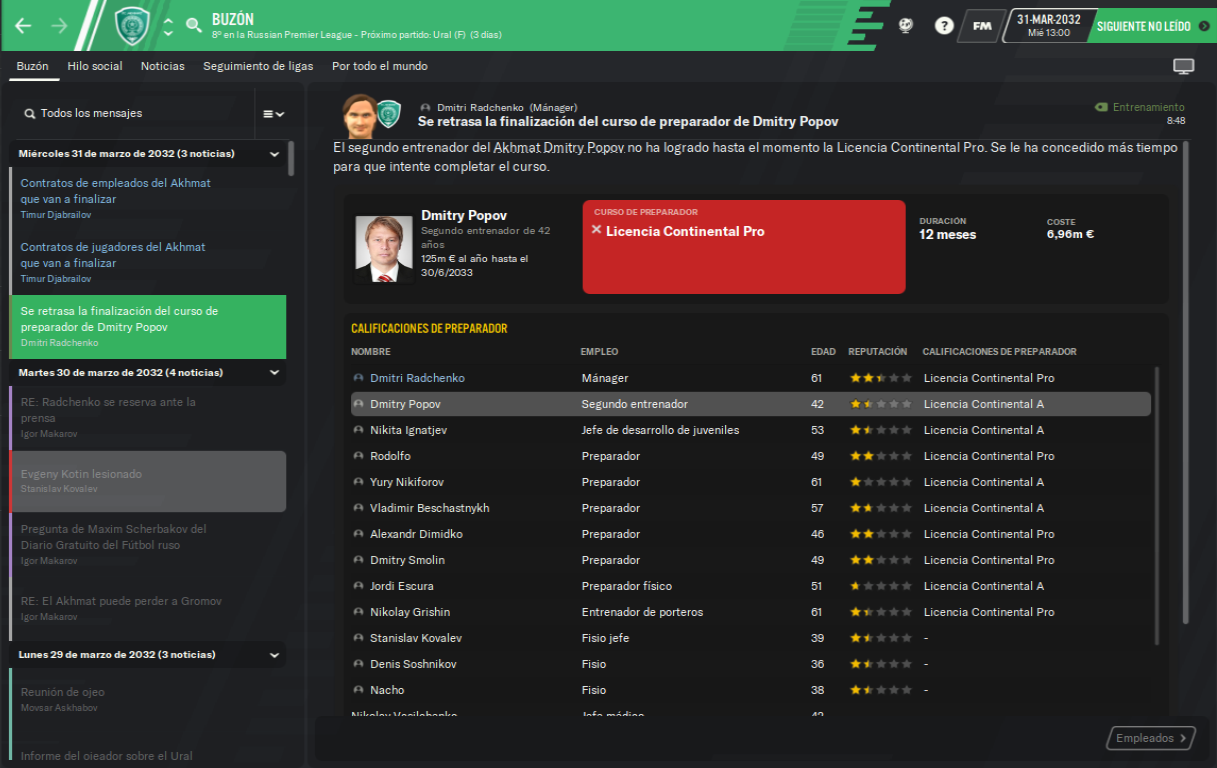 BUZÓN
8º en la Russian Premier League - Próximo partido: Ural (F) (3 días)
?
FM
31-MAR-2032
Mié 13:00
SIGUIENTE NO LEÍDO
Buzón
Hilo social
Noticias
Seguimiento de ligas
Por todo el mundo
Todos los mensajes
Miércoles 31 de marzo de 2032 (3 noticias)
Contratos de empleados del Akhmat
que van a finalizar
Timur Djabrailov
Contratos de jugadores del Akhmat
que van a finalizar
Timur Djabrailov
Se retrasa la finalización del curso de
preparador de Dmitry Popov
Dmitri Radchenko
Martes 30 de marzo de 2032 (4 noticias)
RE: Radchenko se reserva ante la
prensa
Igor Makarov
Evgeny Kotin lesionado
Stanislav Kovalev
Pregunta de Maxim Scherbakov del
Diario Gratuito del Fútbol ruso
Igor Makarov
RE: El Akhmat puede perder a Gromov
Igor Makarov
Lunes 29 de marzo de 2032 (3 noticias)
Reunión de ojeo
Movsar Askhabov
Informe del ojeador sobre el Ural
Dmitri Radchenko (Mánager)
Se retrasa la finalización del curso de preparador de Dmitry Popov
Entrenamiento
8:48
El segundo entrenador del Akhmat Dmitry Popov no ha logrado hasta el momento la Licencia Continental Pro. Se le ha concedido más tiempo
para que intente completar el curso.
Dmitry Popov
Segundo entrenador de 42
años
125m € al año hasta el
30/6/2033
CURSO DE PREPARADOR
Licencia Continental Pro
DURACIÓN
12 meses
COSTE
6,96m €
CALIFICACIONES DE PREPARADOR
NOMBRE EMPLEO EDAD REPUTACIÓN CALIFICACIONES DE PREPARADOR
Dmitri Radchenko Mánager 61 Licencia Continental Pro
Dmitry Popov Segundo entrenador 42 Licencia Continental A
Nikita Ignatjev Jefe de desarrollo de juveniles 53 Licencia Continental A
Rodolfo Preparador 49 Licencia Continental Pro
Yury Nikiforov Preparador 61 Licencia Continental A
Vladimir Beschastnykh Preparador 57 Licencia Continental A
Alexandr Dimidko Preparador 46 Licencia Continental Pro
Dmitry Smolin Preparador 49 Licencia Continental Pro
Jordi Escura Preparador físico 51 Licencia Continental A
Nikolay Grishin Entrenador de porteros 61 Licencia Continental Pro
Stanislav Kovalev Fisio jefe 39 -
Denis Soshnikov Fisio 36 -
Nacho Fisio 38 -
Nikolay Vasilchenko Jefe médico 42
Empleados